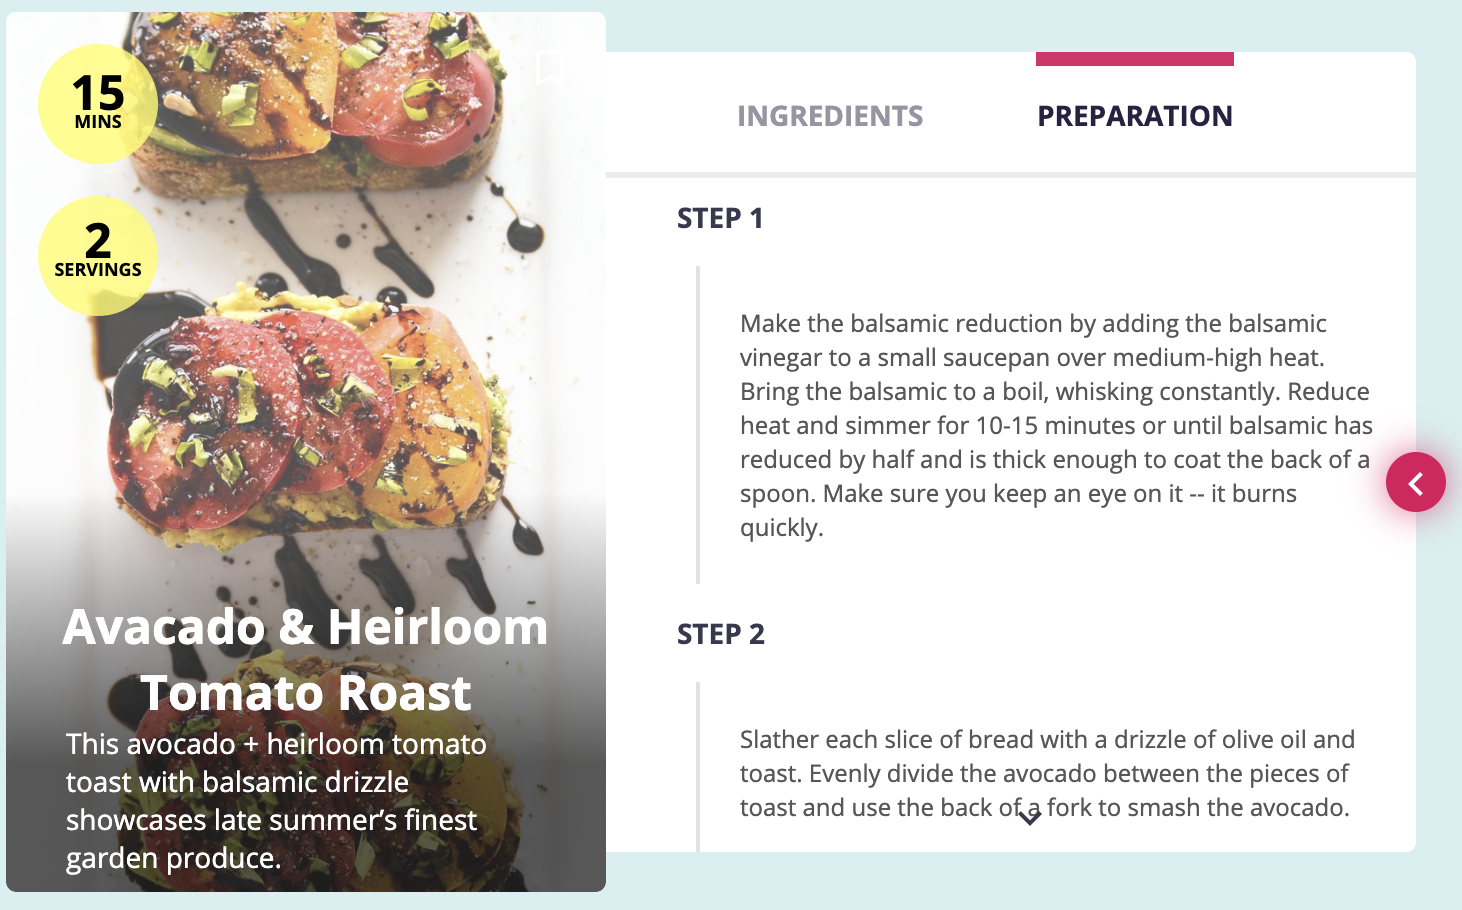 15
MINS
2
SERVINGS
Avacado & Heirloom
Tomato Roast
This avocado + heirloom tomato
toast with balsamic drizzle
showcases late summer’s finest
garden produce.
INGREDIENTS
PREPARATION
STEP 1
Make the balsamic reduction by adding the balsamic
vinegar to a small saucepan over medium-high heat.
Bring the balsamic to a boil, whisking constantly. Reduce
heat and simmer for 10-15 minutes or until balsamic has
reduced by half and is thick enough to coat the back of a
spoon. Make sure you keep an eye on it -- it burns
quickly.
STEP 2
Slather each slice of bread with a drizzle of olive oil and
toast. Evenly divide the avocado between the pieces of
toast and use the back of a fork to smash the avocado.